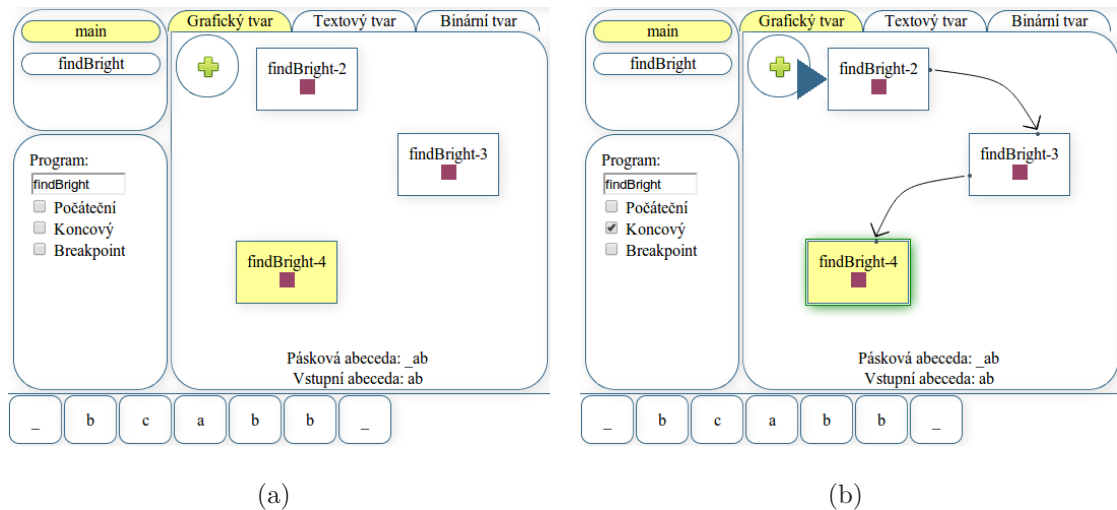 main
findBright
Grafický tvar
Textový tvar
Binární tvar
findBright-2
findBright-3
findBright-4
Program:
findBright
Počáteční
Koncový
Breakpoint
Pásková abeceda: _ab
Vstupní abeceda: ab
_ b c a b b _
(a)
main
findBright
Grafický tvar
Textový tvar
Binární tvar
findBright-2
findBright-3
findBright-4
Program:
findBright
Počáteční
Koncový
Breakpoint
Pásková abeceda: _ab
Vstupní abeceda: ab
_ b c a b b _
(b)